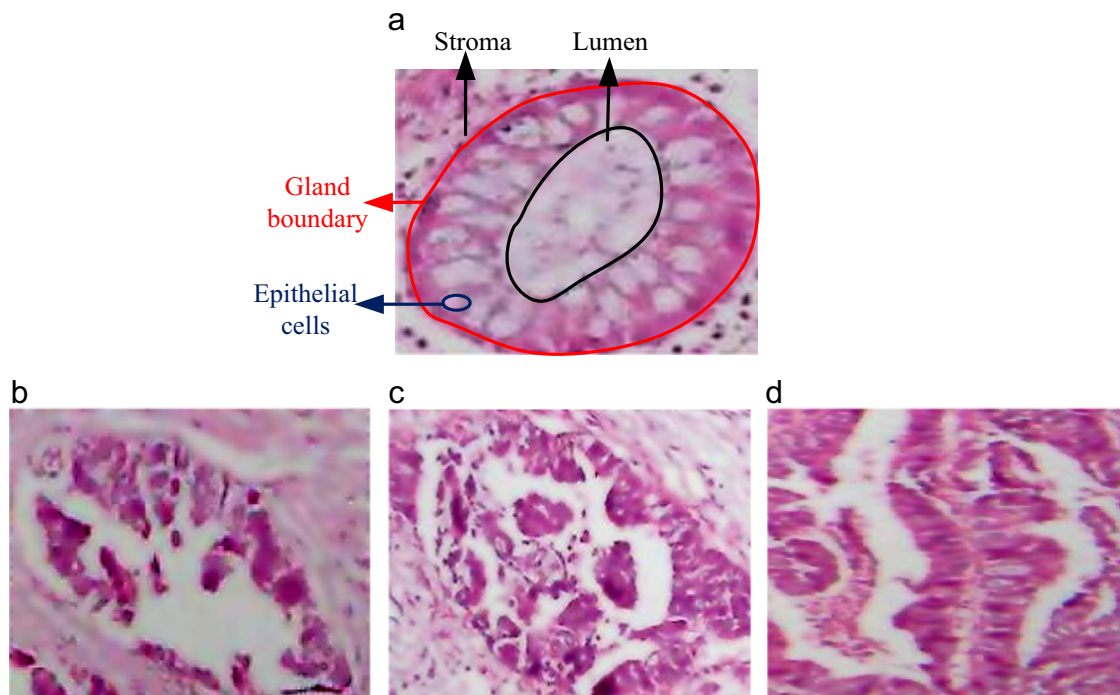 a
Stroma
Lumen
Gland
boundary
Epithelial
cells
b
c
d